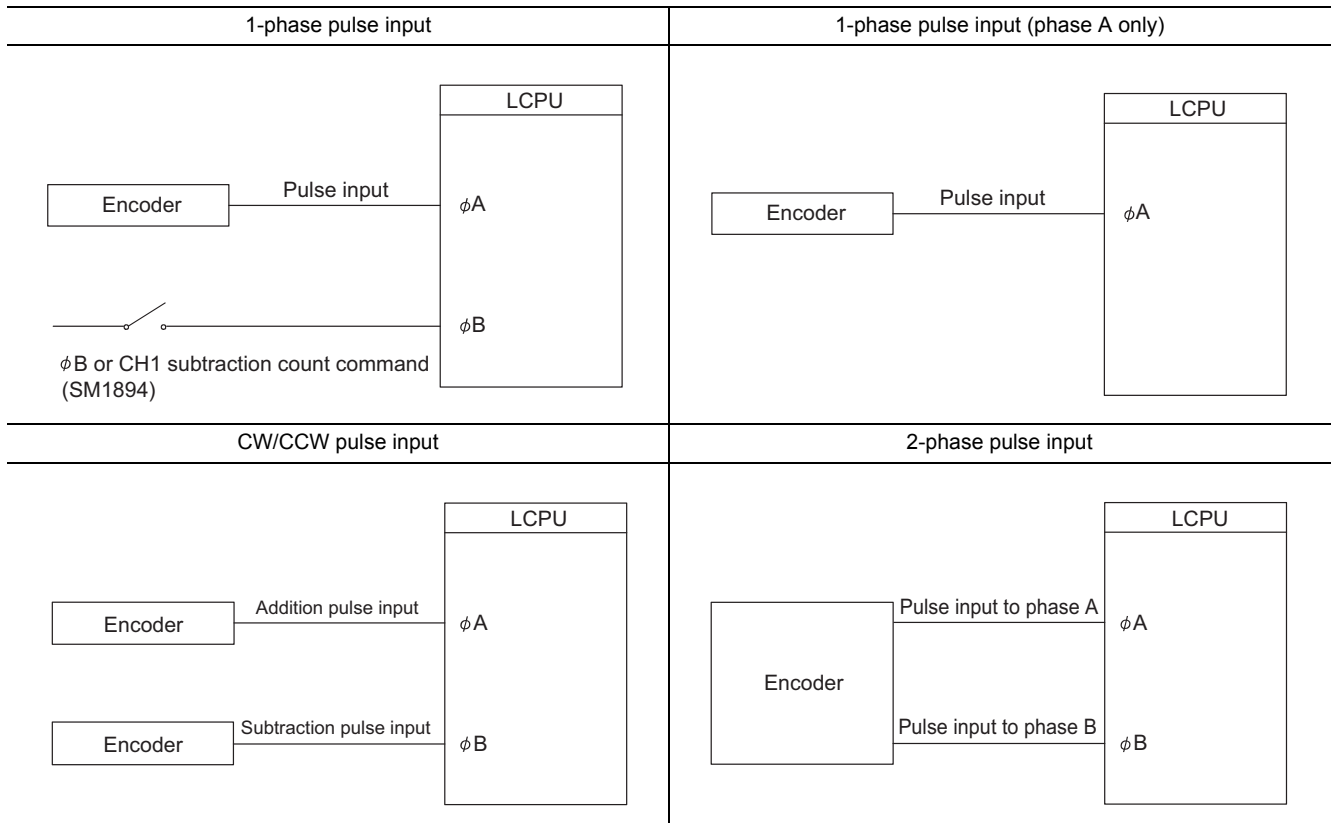 1-phase pulse input
LCPU
Encoder
Pulse input
φA
φB
φB or CH1 subtraction count command
(SM1894)
1-phase pulse input (phase A only)
LCPU
Encoder
Pulse input
φA
CW/CCW pulse input
LCPU
Encoder
Addition pulse input
φA
Encoder
Subtraction pulse input
φB
2-phase pulse input
LCPU
Pulse input to phase A
φA
Encoder
Pulse input to phase B
φB